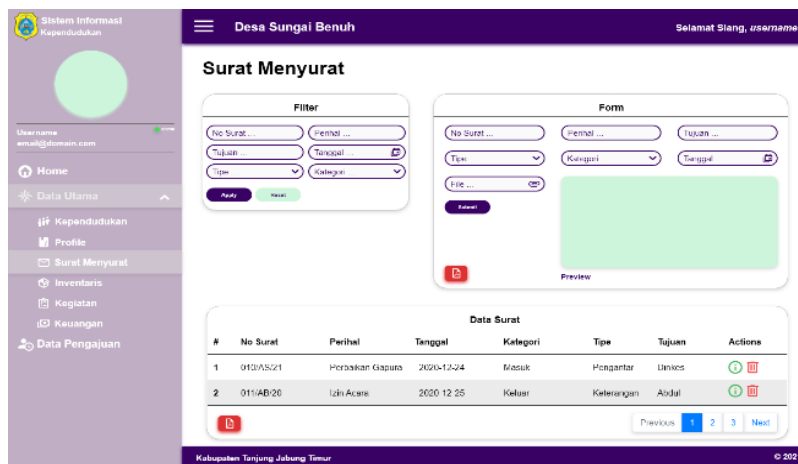 Sistem Informasi
Kependudukan
Desa Sungai Benuh
Selamat Siang, username
Username
email@domain.com
Home
Data Utama
Kependudukan
Profile
Surat Menyurat
Inventaris
Kegiatan
Keuangan
Data Pengajuan
Surat Menyurat
Filter
No Surat ... Perihal ...
Tujuan ... Tanggal ...
Tipe Kategori
Apply Reset
Form
No Surat ... Perihal ... Tujuan ...
Tipe Kategori Tanggal
File ...
Submit
Preview
Data Surat
# No Surat Perihal Tanggal Kategori Tipe Tujuan Actions
1 010/AS/21 Perbaikan Gapura 2020-12-24 Masuk Pengantar Dinkes
2 011/AB/20 Izin Acara 2020-12-25 Keluar Keterangan Abdul
Previous 1 2 3 Next
Kabupaten Tanjung Jabung Timur
© 202